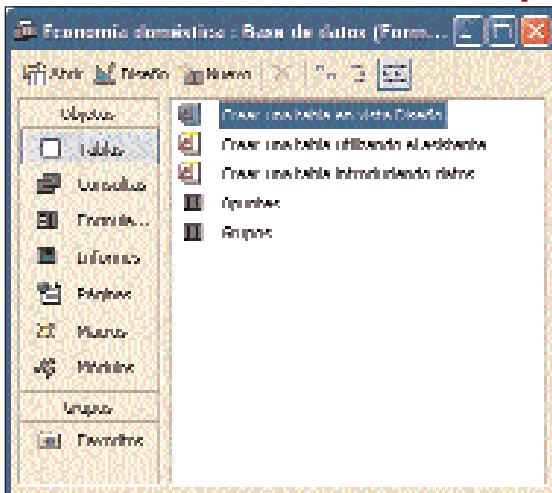 Economía doméstica : Base de datos (Form...
Abrir Diseño Nuevo
Objetos
Tablas
Consultas
Formula...
Informes
Páginas
Macros
Módulos
Grupos
Favoritos
Crear una tabla en vista Diseño
Crear una tabla utilizando el asistente
Crear una tabla introduciendo datos
Apuntes
Grupos